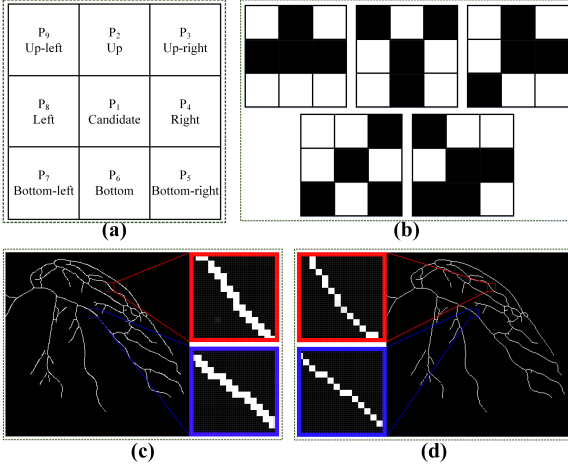 P₉ P₂ P₃
Up-left Up Up-right
P₈ P₁ P₄
Left Candidate Right
P₇ P₆ P₅
Bottom-left Bottom Bottom-right
(a) (b)
(c) (d)